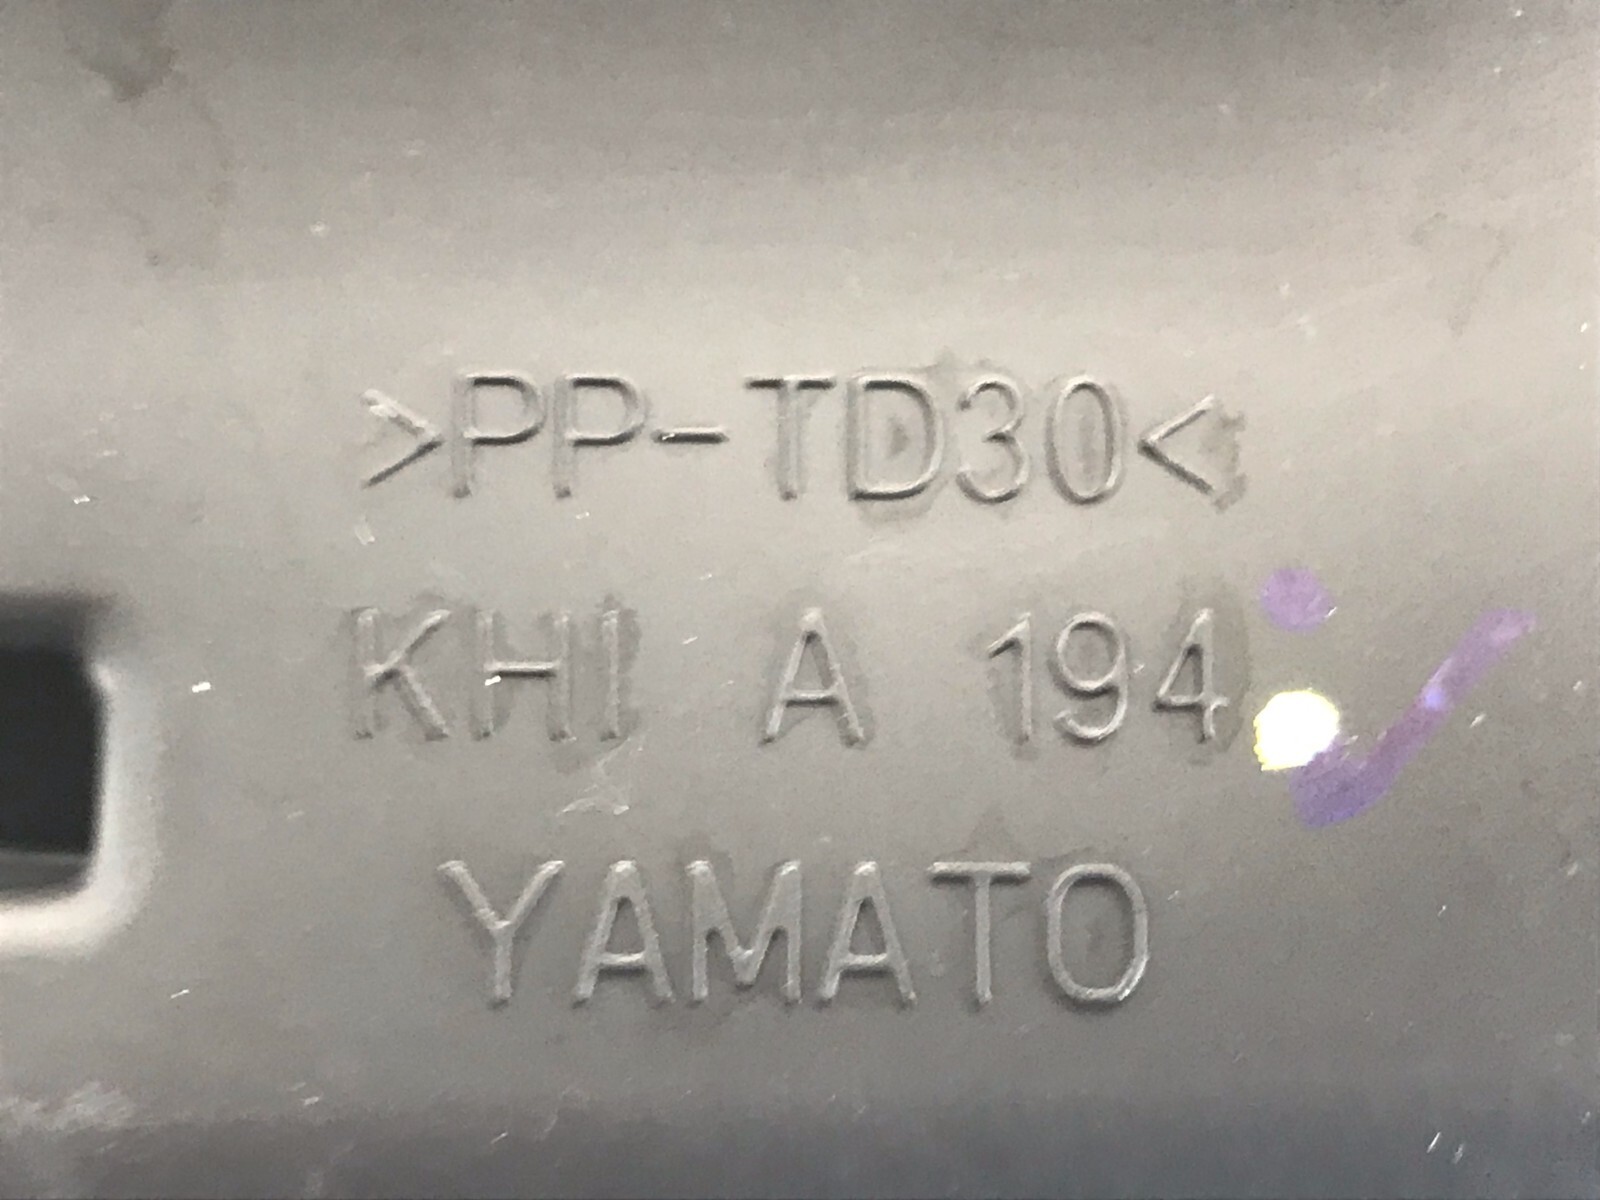 >PP-TD30<
KHI A 194
YAMATO